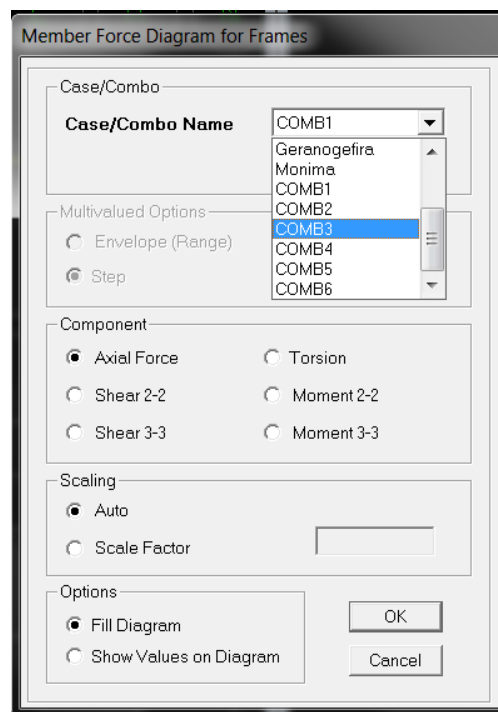 Member Force Diagram for Frames
Case/Combo
Case/Combo Name
COMB1
Geranogefira
Monima
COMB1
COMB2
COMB3
COMB4
COMB5
COMB6
Multivalued Options
Envelope (Range)
Step
Component
Axial Force
Torsion
Shear 2-2
Moment 2-2
Shear 3-3
Moment 3-3
Scaling
Auto
Scale Factor
Options
Fill Diagram
Show Values on Diagram
OK
Cancel